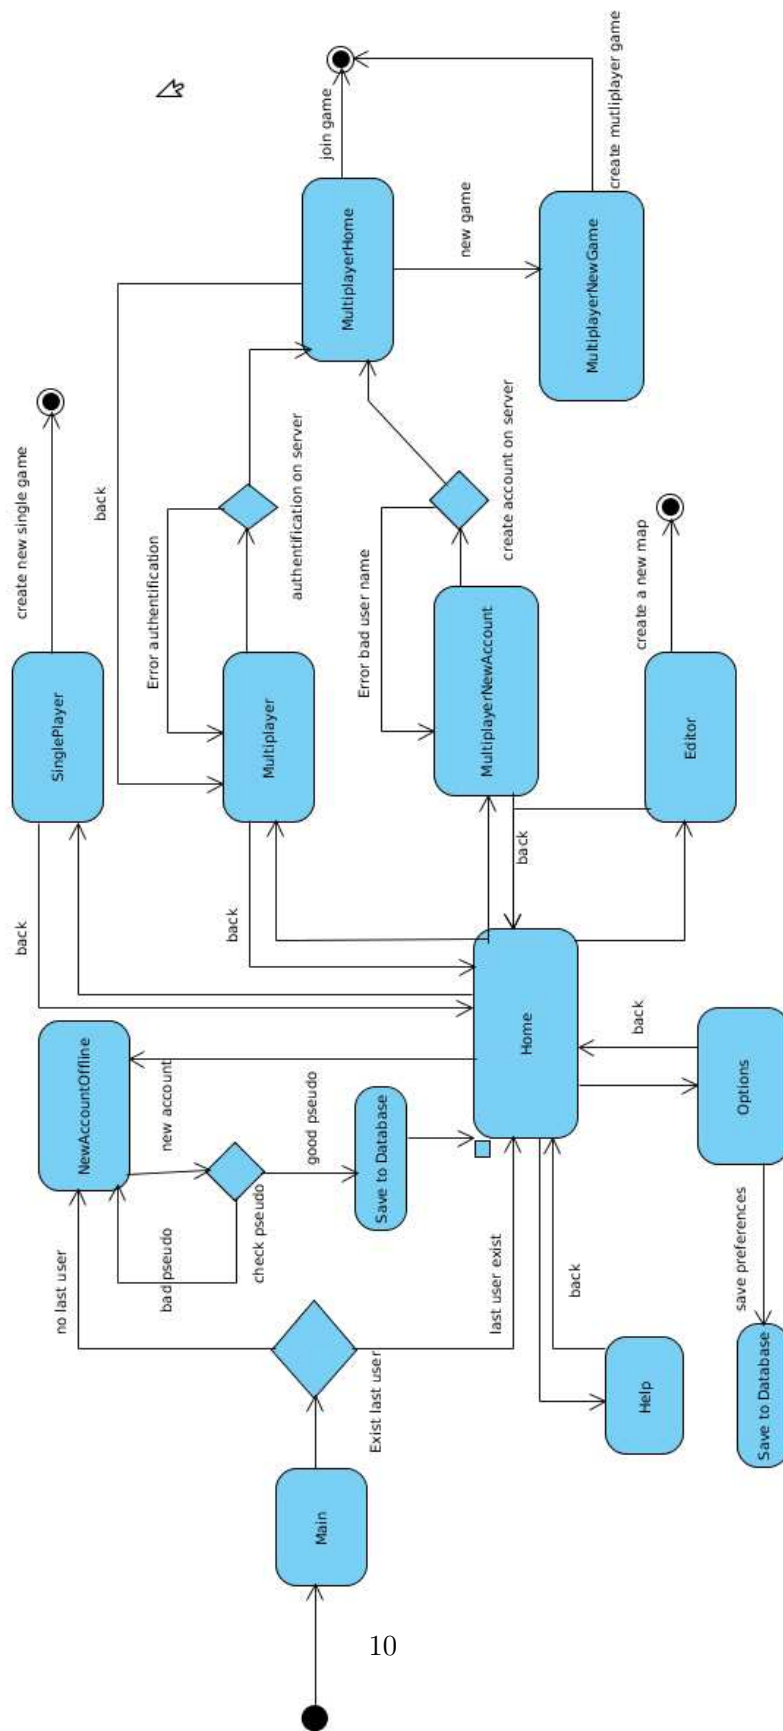 Main
Exist last user
no last user
last user exist
NewAccountOffline
bad pseudo
check pseudo
new account
good pseudo
Save to Database
Home
Help
back
Options
back
save preferences
Save to Database
SinglePlayer
back
create new single game
Multiplayer
back
Error authentification
authentification on server
back
MultiplayerNewAccount
back
Error bad user name
create account on server
Editor
create a new map
MultiplayerHome
join game
new game
MultiplayerNewGame
create mutliplayer game
10